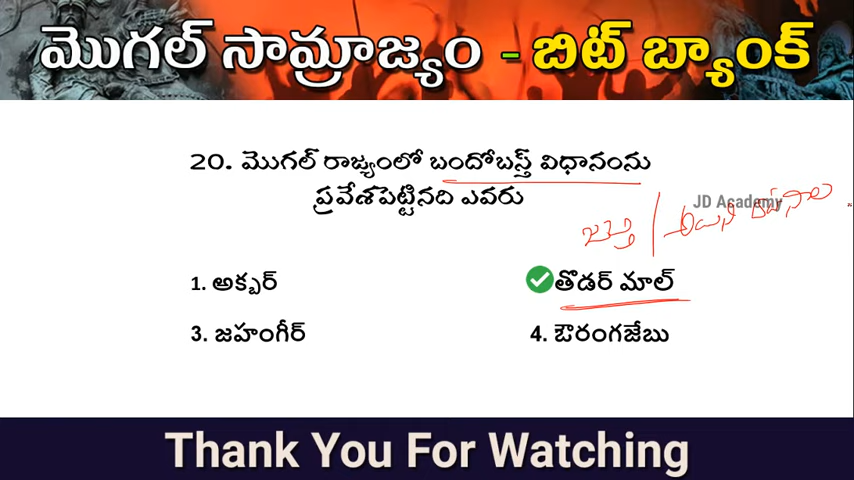 మొగల్ సామ్రాజ్యం - బిట్ బ్యాంక్
20. మొగల్ రాజ్యంలో బందోబస్త్ విధానంను
ప్రవేశపెట్టినది ఎవరు
JD Academy
1. అక్బర్
తొడర్ మాల్
3. జహంగీర్
4. ఔరంగజేబు
Thank You For Watching